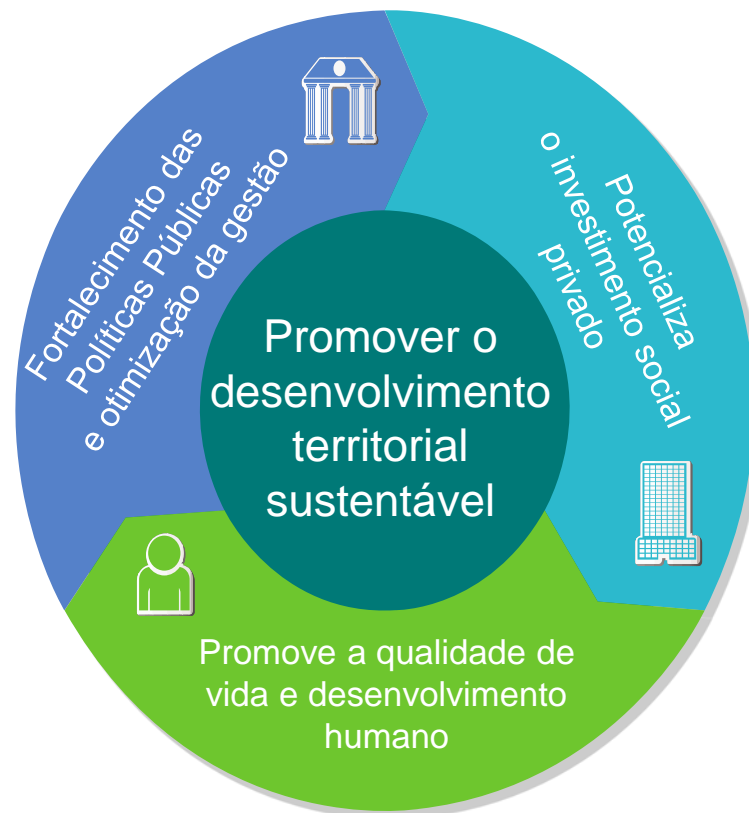 Fortalecimento das
Políticas Públicas
e otimização da gestão
Potencializa
o investimento social
privado
Promover o
desenvolvimento
territorial
sustentável
Promove a qualidade de
vida e desenvolvimento
humano